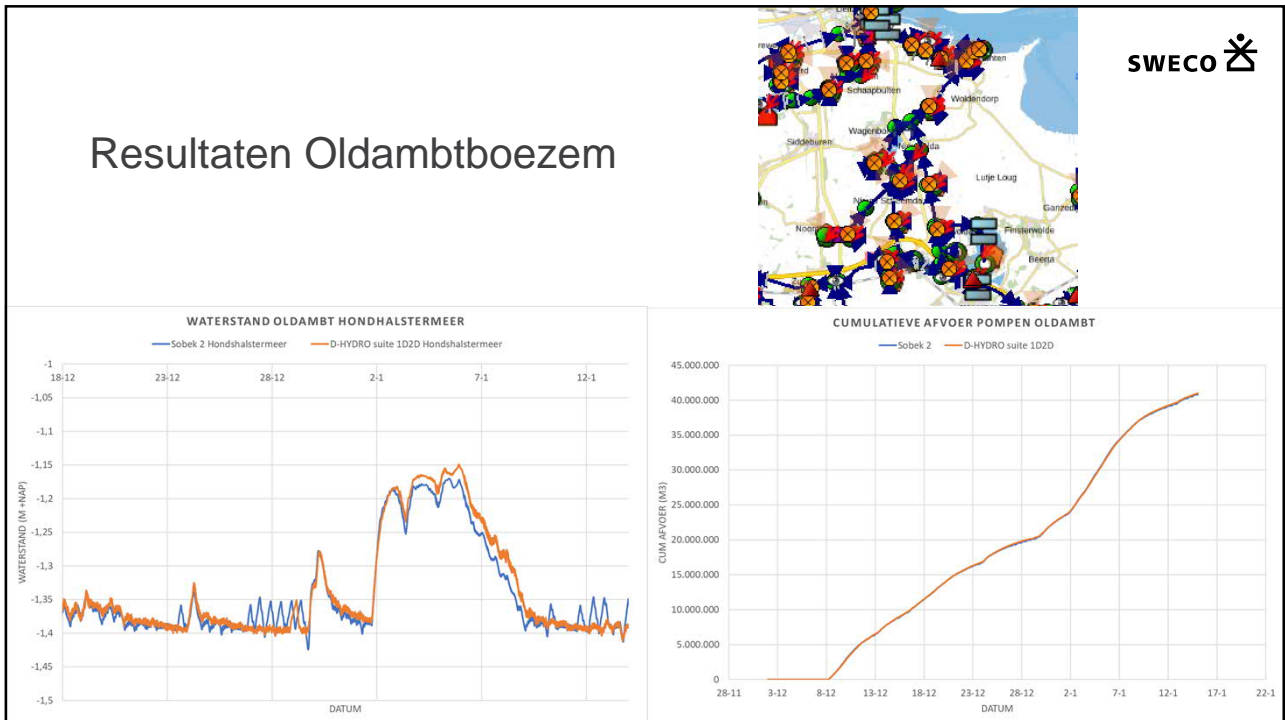 Resultaten Oldambtboezem
SWECO
Schaapbulten
Woldendorp
Siddeburen
Lutje Loug
Finsterwolde
Beerta
WATERSTAND OLDAMBT HONDHALSTERMEER
Sobek 2 Hondshalstermeer
D-HYDRO suite 1D2D Hondshalstermeer
-1
18-12
23-12
28-12
2-1
7-1
12-1
-1,05
-1,1
-1,15
-1,2
-1,25
-1,3
-1,35
-1,4
-1,45
-1,5
WATERSTAND (M +NAP)
DATUM
CUMULATIEVE AFVOER POMPEN OLDAMBT
Sobek 2
D-HYDRO suite 1D2D
45.000.000
40.000.000
35.000.000
30.000.000
25.000.000
20.000.000
15.000.000
10.000.000
5.000.000
0
CUM AFVOER (M3)
28-11
3-12
8-12
13-12
18-12
23-12
28-12
2-1
7-1
12-1
17-1
22-1
DATUM